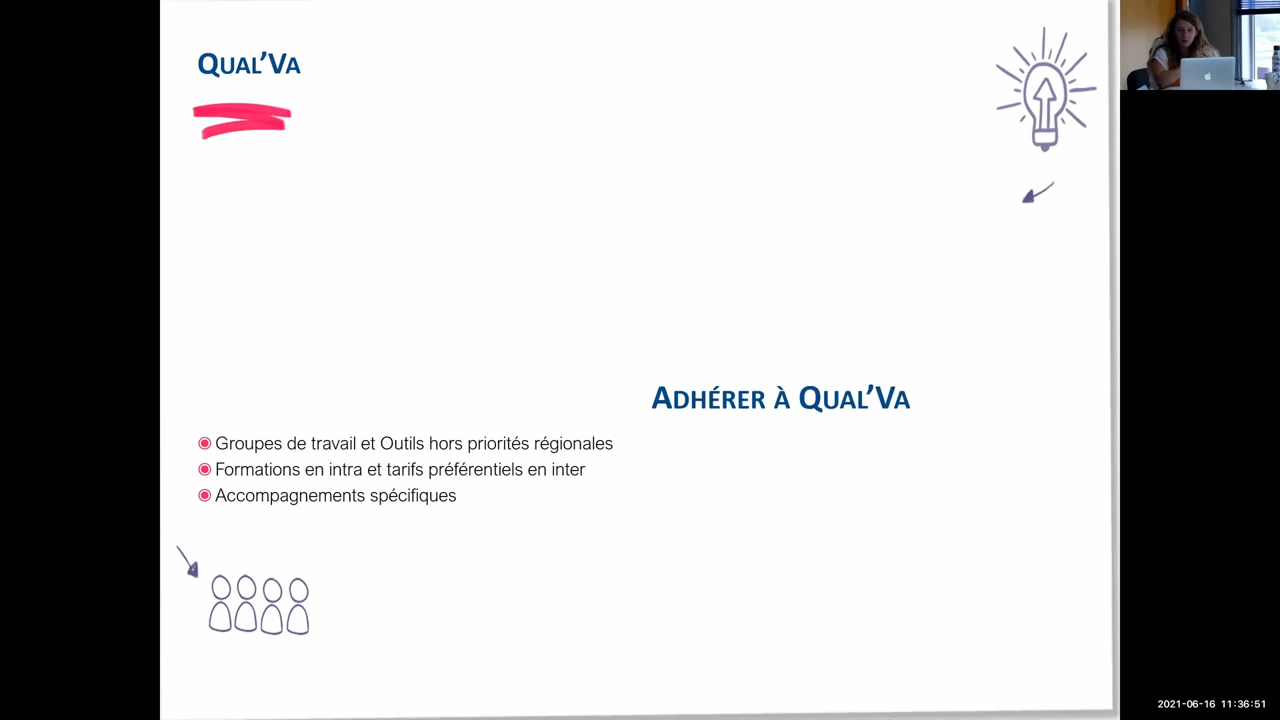 Qual'Va
Adhérer à Qual'Va
Groupes de travail et Outils hors priorités régionales
Formations en intra et tarifs préférentiels en inter
Accompagnements spécifiques
2021-06-16 11:36:51